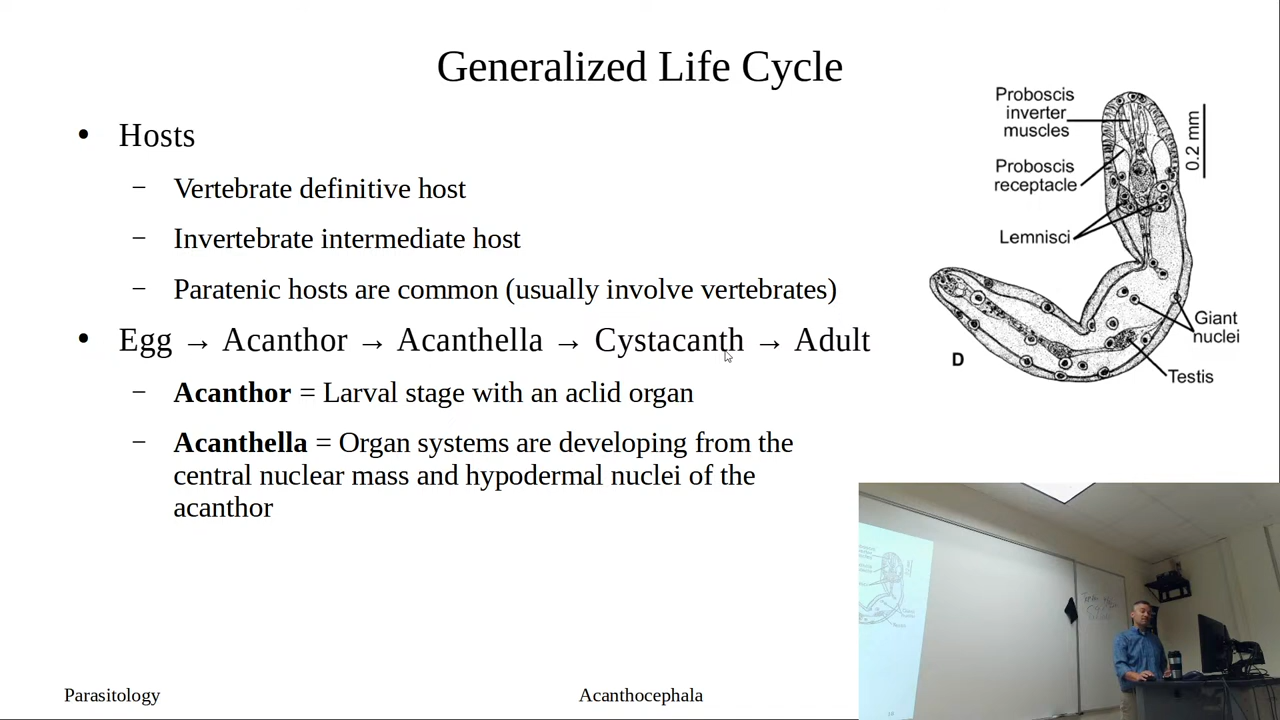 Generalized Life Cycle
• Hosts
– Vertebrate definitive host
– Invertebrate intermediate host
– Paratenic hosts are common (usually involve vertebrates)
• Egg → Acanthor → Acanthella → Cystacanth → Adult
– Acanthor = Larval stage with an aclid organ
– Acanthella = Organ systems are developing from the
central nuclear mass and hypodermal nuclei of the
acanthor
Proboscis
inverter
muscles
0.2 mm
Proboscis
receptacle
Lemnisci
Giant
nuclei
D
Testis
Parasitology
Acanthocephala